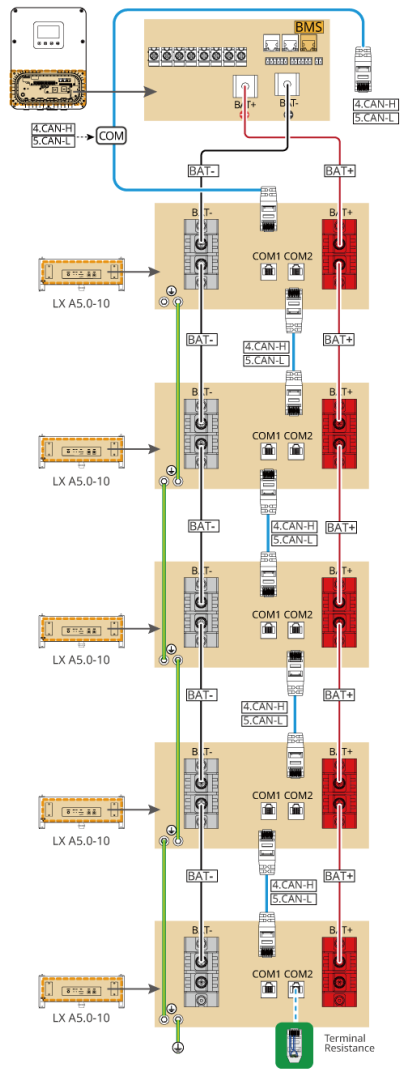 BMS
BAT+
BAT-
4.CAN-H
5.CAN-L
4.CAN-H
5.CAN-L
COM
BAT-
BAT+
BAT-
BAT+
COM1 COM2
LX A5.0-10
BAT-
BAT+
4.CAN-H
5.CAN-L
BAT-
BAT+
COM1 COM2
LX A5.0-10
BAT-
4.CAN-H
5.CAN-L
BAT+
BAT-
BAT+
COM1 COM2
LX A5.0-10
BAT-
4.CAN-H
5.CAN-L
BAT+
BAT-
BAT+
COM1 COM2
LX A5.0-10
BAT-
4.CAN-H
5.CAN-L
BAT+
BAT-
BAT+
COM1 COM2
LX A5.0-10
Terminal
Resistance